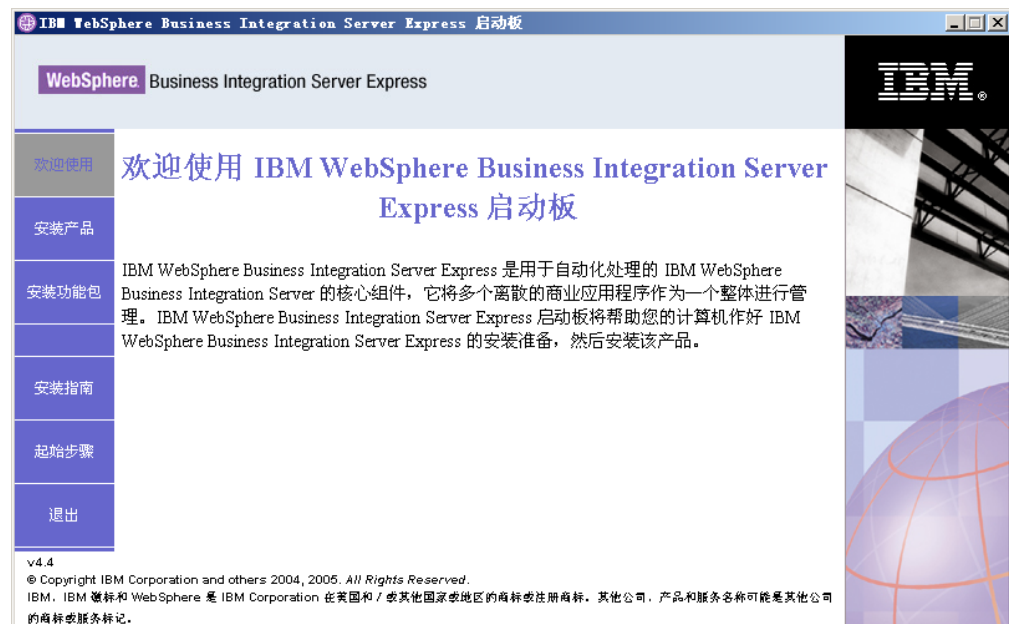 IBM WebSphere Business Integration Server Express 启动板
WebSphere. Business Integration Server Express
IBM®
欢迎使用
安装产品
安装功能包
安装指南
起始步骤
退出
欢迎使用 IBM WebSphere Business Integration Server
Express 启动板
IBM WebSphere Business Integration Server Express 是用于自动化处理的 IBM WebSphere
Business Integration Server 的核心组件，它将多个离散的商业应用程序作为一个整体进行管
理。IBM WebSphere Business Integration Server Express 启动板将帮助您的计算机作好 IBM
WebSphere Business Integration Server Express 的安装准备，然后安装该产品。
v4.4
© Copyright IBM Corporation and others 2004, 2005. All Rights Reserved.
IBM、IBM 徽标和 WebSphere 是 IBM Corporation 在美国和 / 或其他国家或地区的商标或注册商标。其他公司、产品和服务名称可能是其他公司
的商标或服务标记。